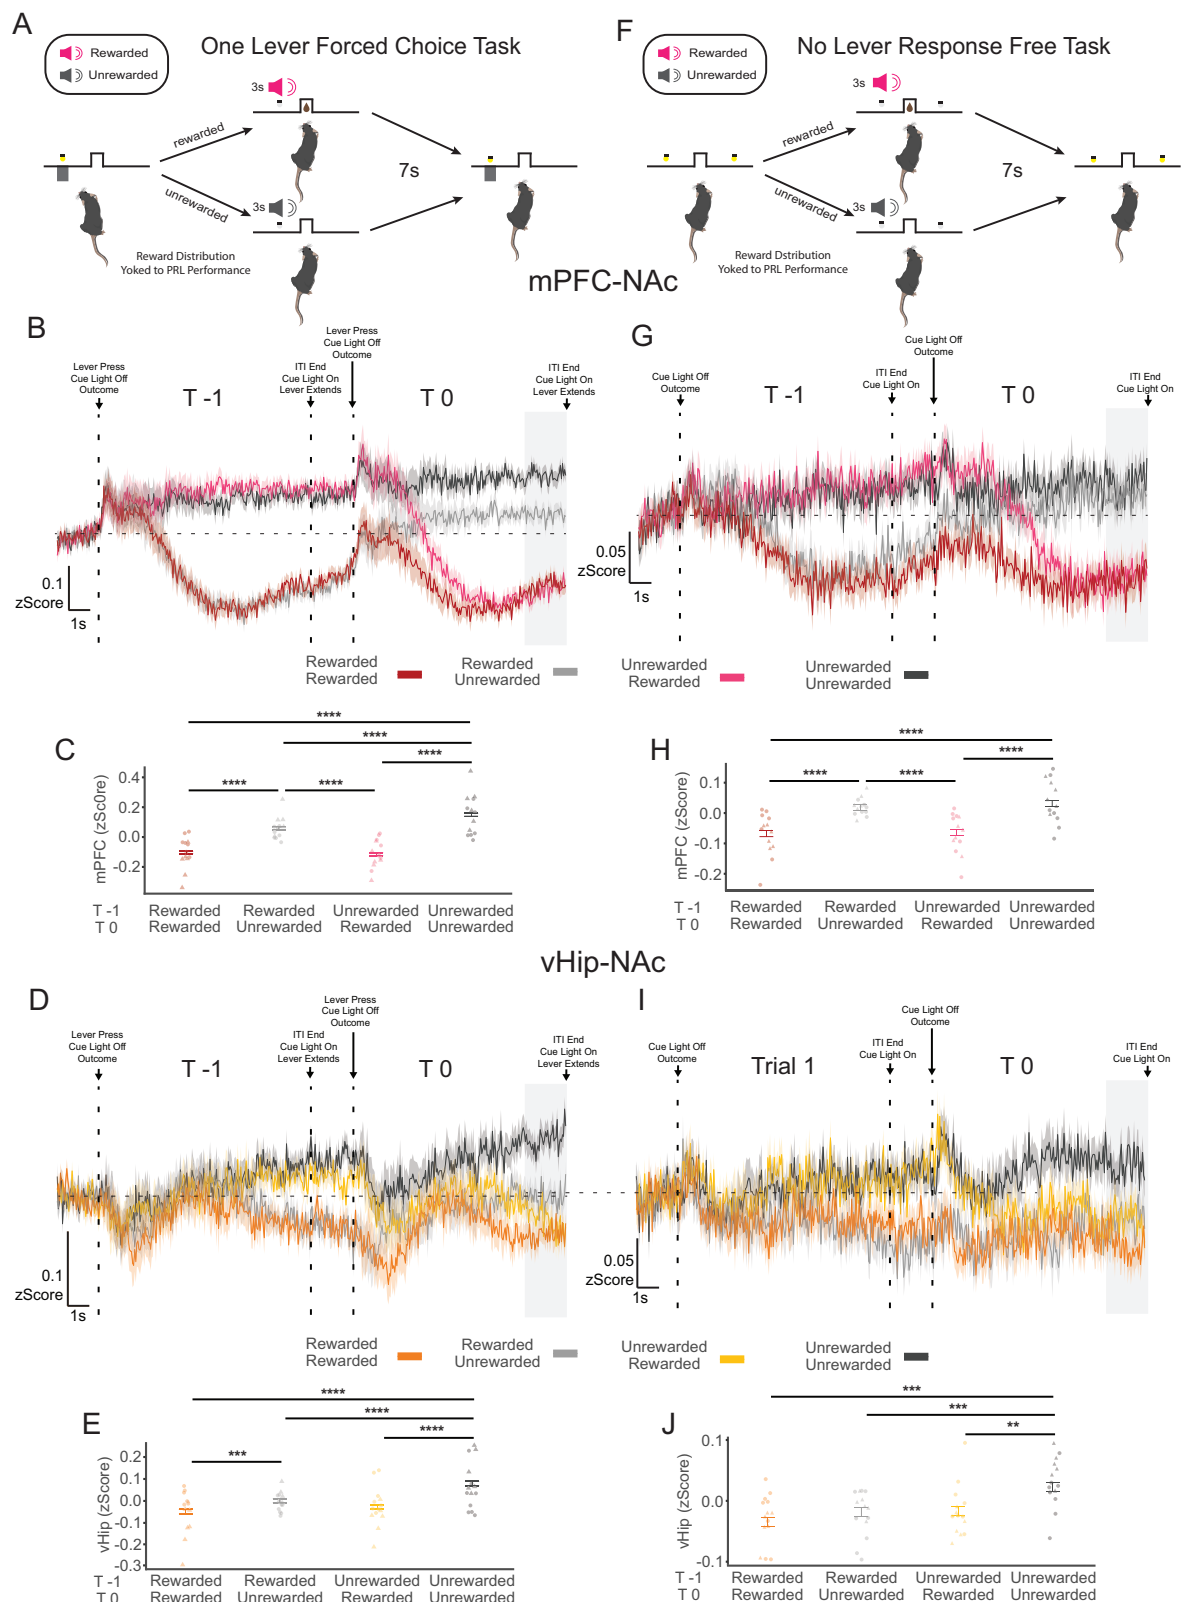 A
One Lever Forced Choice Task
Rewarded
Unrewarded
3s
rewarded
unrewarded
3s
7s
Reward Dstribution
Yoked to PRL Performance
F
No Lever Response Free Task
Rewarded
Unrewarded
3s
rewarded
unrewarded
3s
7s
Reward Dstribution
Yoked to PRL Performance
mPFC-NAc
B
Lever Press
Cue Light Off
Outcome
T -1
ITI End
Cue Light On
Lever Extends
Lever Press
Cue Light Off
Outcome
T 0
ITI End
Cue Light On
Lever Extends
0.1
zScore
1s
G
Cue Light Off
Outcome
T -1
ITI End
Cue Light On
Cue Light Off
Outcome
T 0
ITI End
Cue Light On
0.05
zScore
1s
Rewarded
Rewarded
Rewarded
Unrewarded
Unrewarded
Rewarded
Unrewarded
Unrewarded
C
****
****
****
****
****
mPFC (zSc0re)
0.4
0.2
0.0
-0.2
T -1 Rewarded Rewarded Unrewarded Unrewarded
T 0 Rewarded Unrewarded Rewarded Unrewarded
H
****
****
****
****
mPFC (zScore)
0.1
0.0
-0.1
-0.2
T -1 Rewarded Rewarded Unrewarded Unrewarded
T 0 Rewarded Unrewarded Rewarded Unrewarded
vHip-NAc
D
Lever Press
Cue Light Off
Outcome
T -1
ITI End
Cue Light On
Lever Extends
Lever Press
Cue Light Off
Outcome
T 0
ITI End
Cue Light On
Lever Extends
0.1
zScore
1s
I
Cue Light Off
Outcome
Trial 1
ITI End
Cue Light On
Cue Light Off
Outcome
T 0
ITI End
Cue Light On
0.05
zScore
1s
Rewarded
Rewarded
Rewarded
Unrewarded
Unrewarded
Rewarded
Unrewarded
Unrewarded
E
****
****
****
***
vHip (zScore)
0.2
0.1
0.0
-0.1
-0.2
-0.3
T -1 Rewarded Rewarded Unrewarded Unrewarded
T 0 Rewarded Unrewarded Rewarded Unrewarded
J
***
***
**
vHip (zScore)
0.1
0.0
-0.1
T -1 Rewarded Rewarded Unrewarded Unrewarded
T 0 Rewarded Unrewarded Rewarded Unrewarded